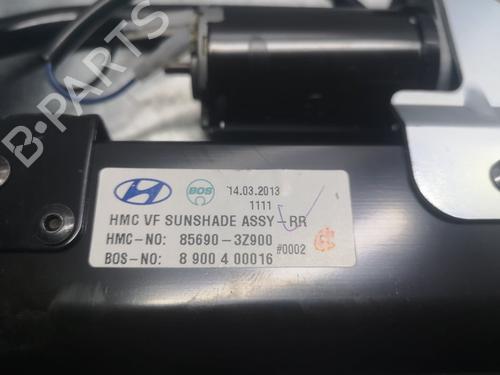 BOS
14.03.2013
1111
HMC VF SUNSHADE ASSY-RR
HMC-NO: 85690-3Z900
#0002
BOS-NO: 8 900 4 00016
B-PARTS